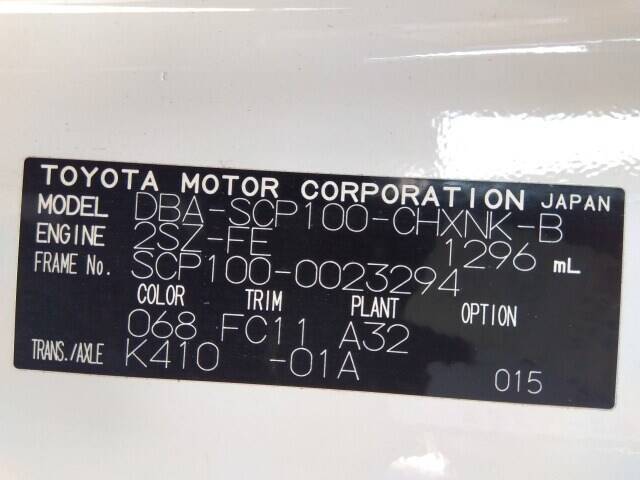 TOYOTA MOTOR CORPORATION JAPAN
MODEL DBA-SCP100-CHXNK-B
ENGINE 2SZ-FE 1296 mL
FRAME No. SCP100-0023294
COLOR TRIM PLANT OPTION
068 FC11 A32
TRANS./AXLE K410 -01A
015